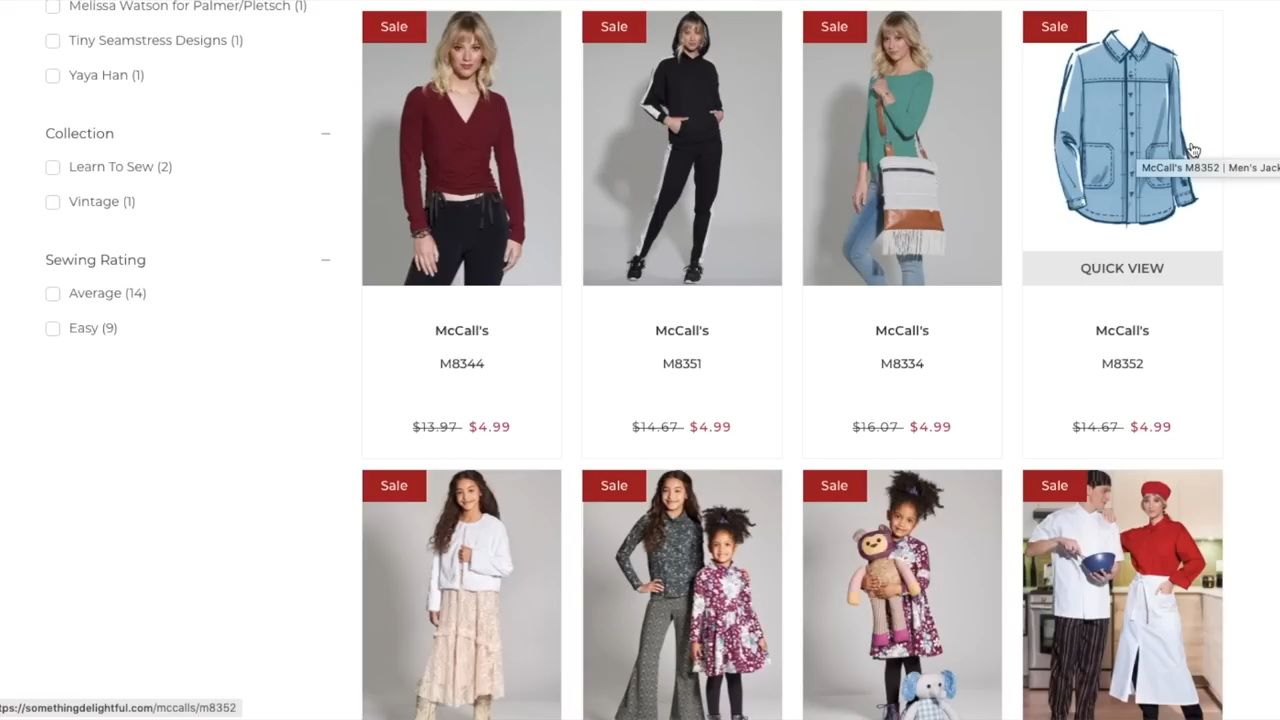 Melissa Watson for Palmer/Pletsch (1)
Tiny Seamstress Designs (1)
Yaya Han (1)
Collection
Learn To Sew (2)
Vintage (1)
Sewing Rating
Average (14)
Easy (9)
Sale
Sale
Sale
Sale
McCall's M8352 | Men's Jack
QUICK VIEW
McCall's
McCall's
McCall's
McCall's
M8344
M8351
M8334
M8352
$13.97 $4.99
$14.67 $4.99
$16.07 $4.99
$14.67 $4.99
Sale
Sale
Sale
Sale
tps://somethingdelightful.com/mccalls/m8352